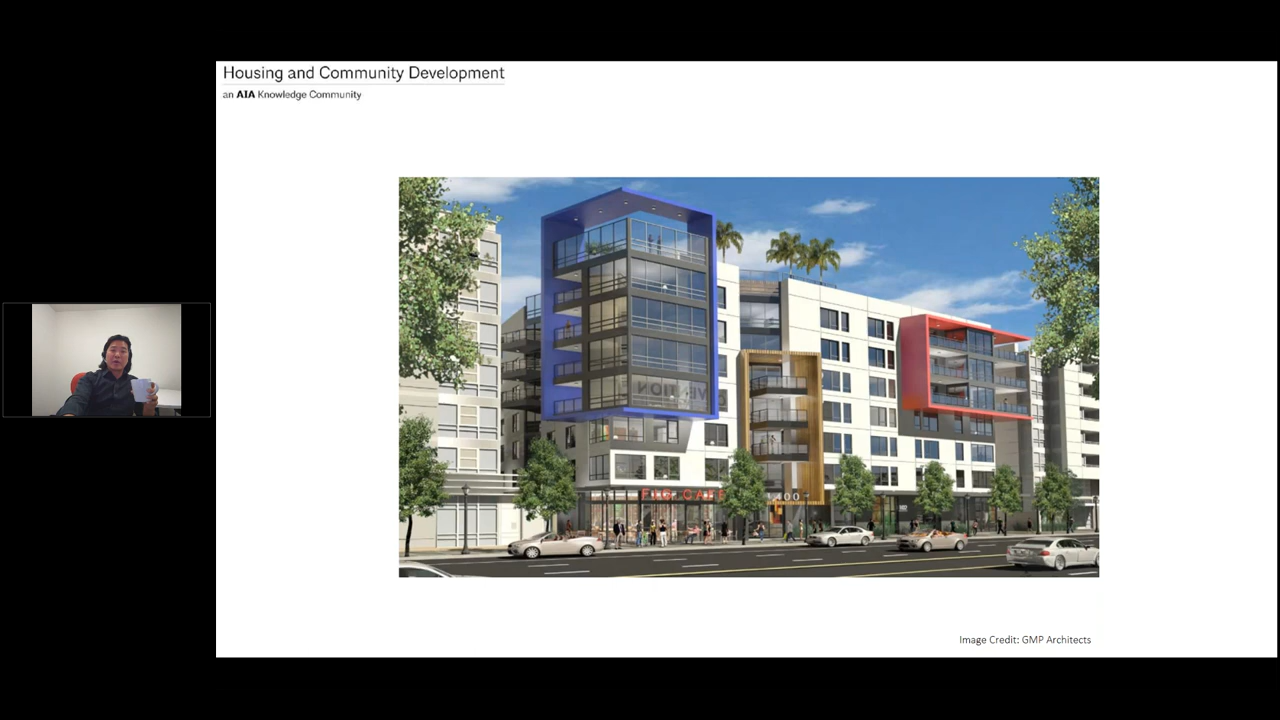 Housing and Community Development
an AIA Knowledge Community
FIG CAFE
1400
Image Credit: GMP Architects